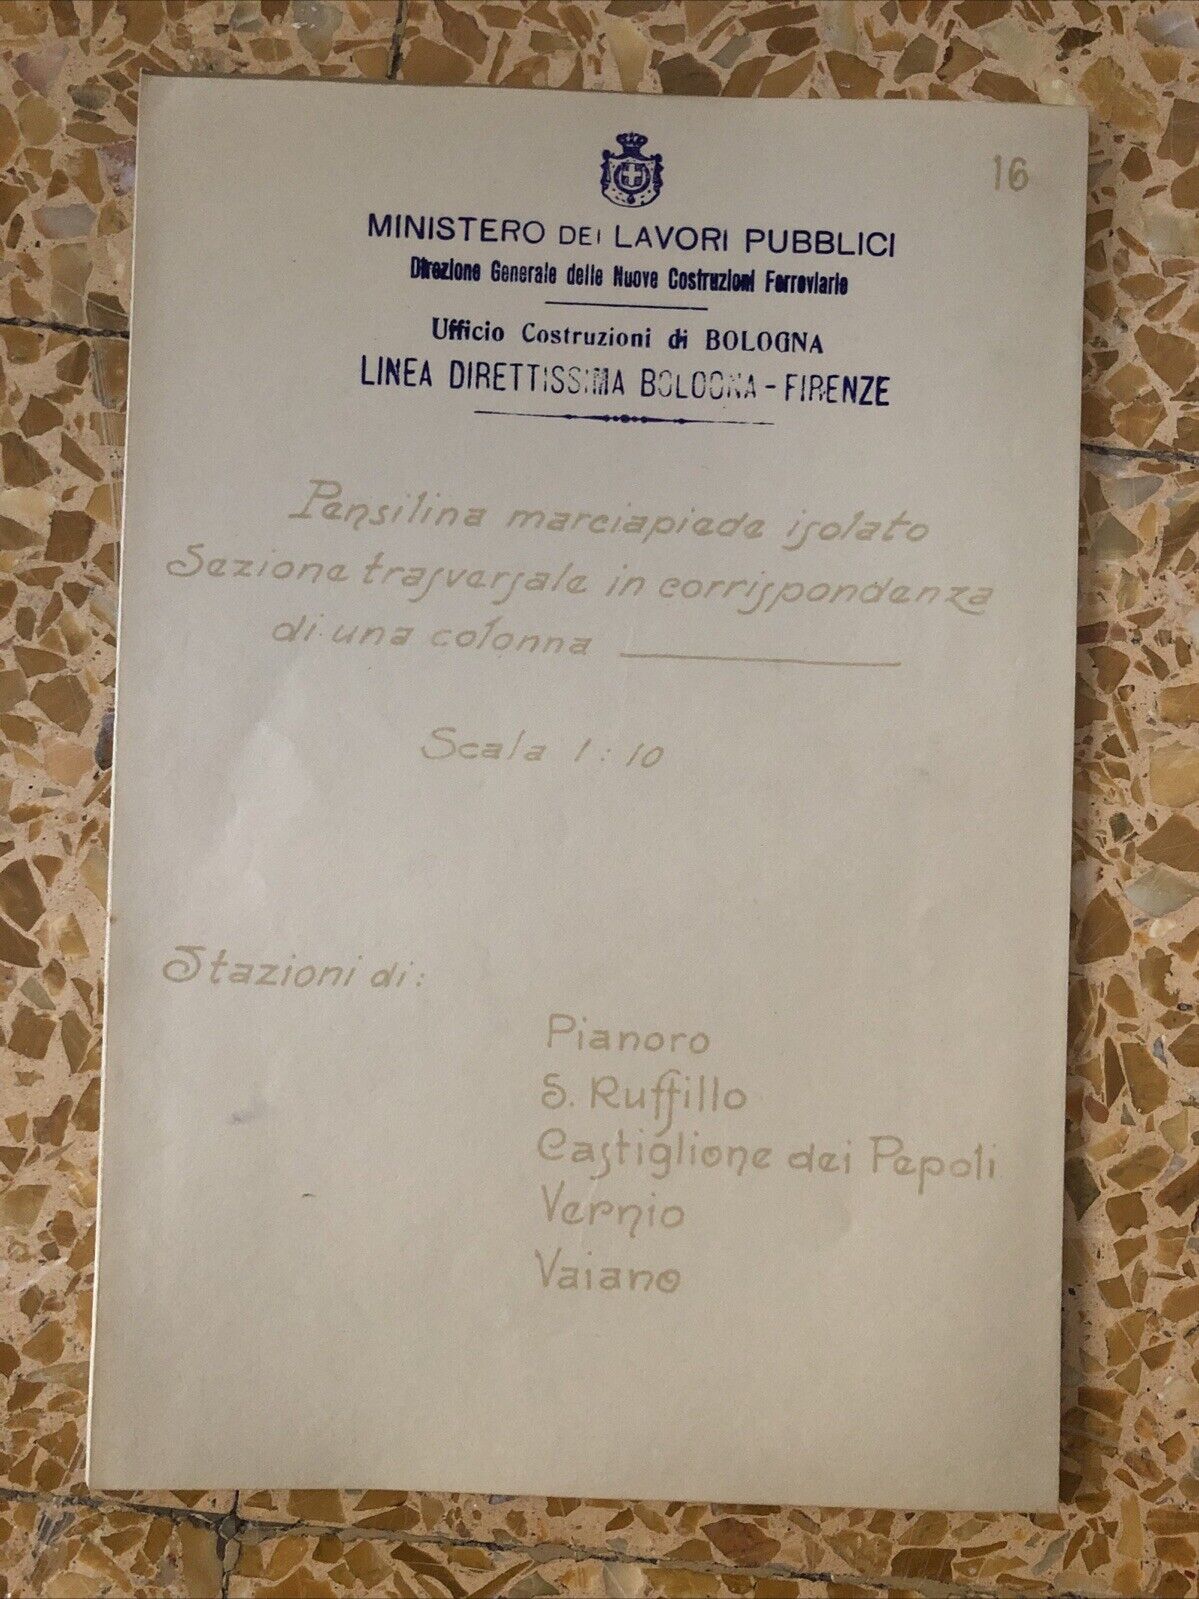 16
MINISTERO DEI LAVORI PUBBLICI
Direzione Generale delle Nuove Costruzioni Ferroviarie
Ufficio Costruzioni di BOLOGNA
LINEA DIRETTISSIMA BOLOGNA - FIRENZE
Pensilina marciapiede isolato
Sezione trasversale in corrispondenza
di una colonna
Scala 1:10
Stazioni di:
Pianoro
S. Ruffillo
Castiglione dei Pepoli
Vernio
Vaiano